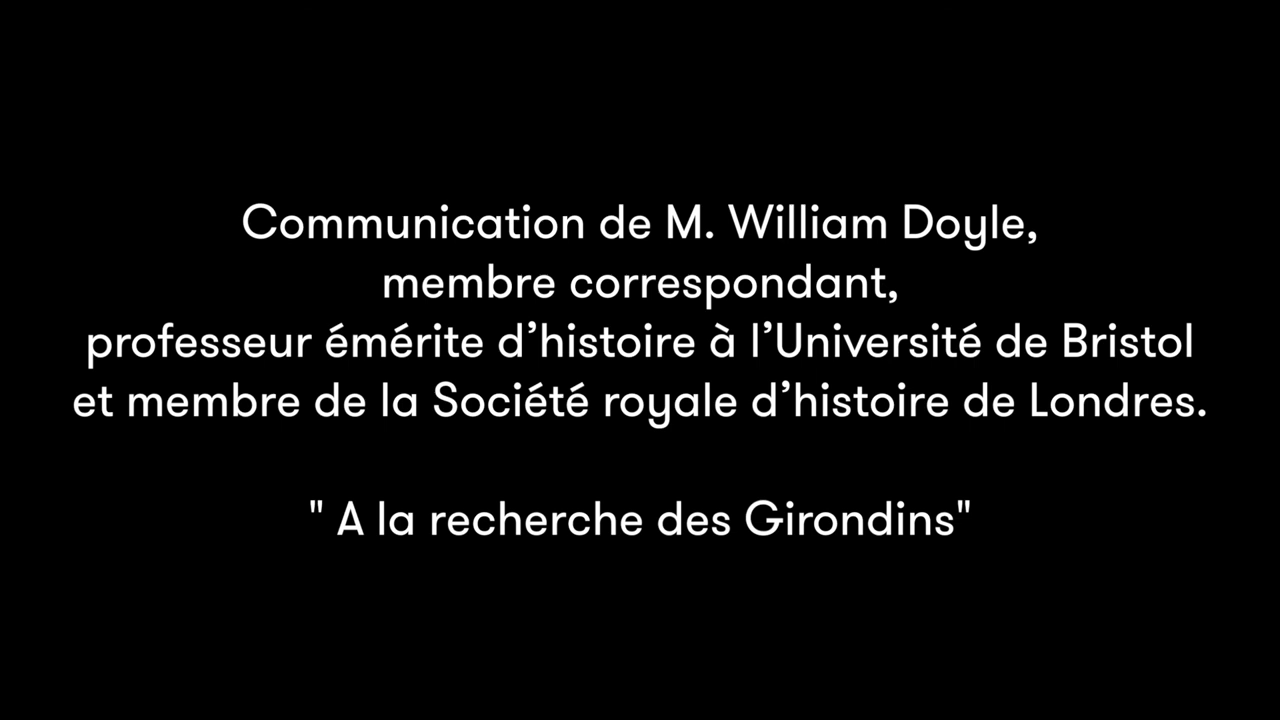 Communication de M. William Doyle,
membre correspondant,
professeur émérite d’histoire à l’Université de Bristol
et membre de la Société royale d’histoire de Londres.
" A la recherche des Girondins"